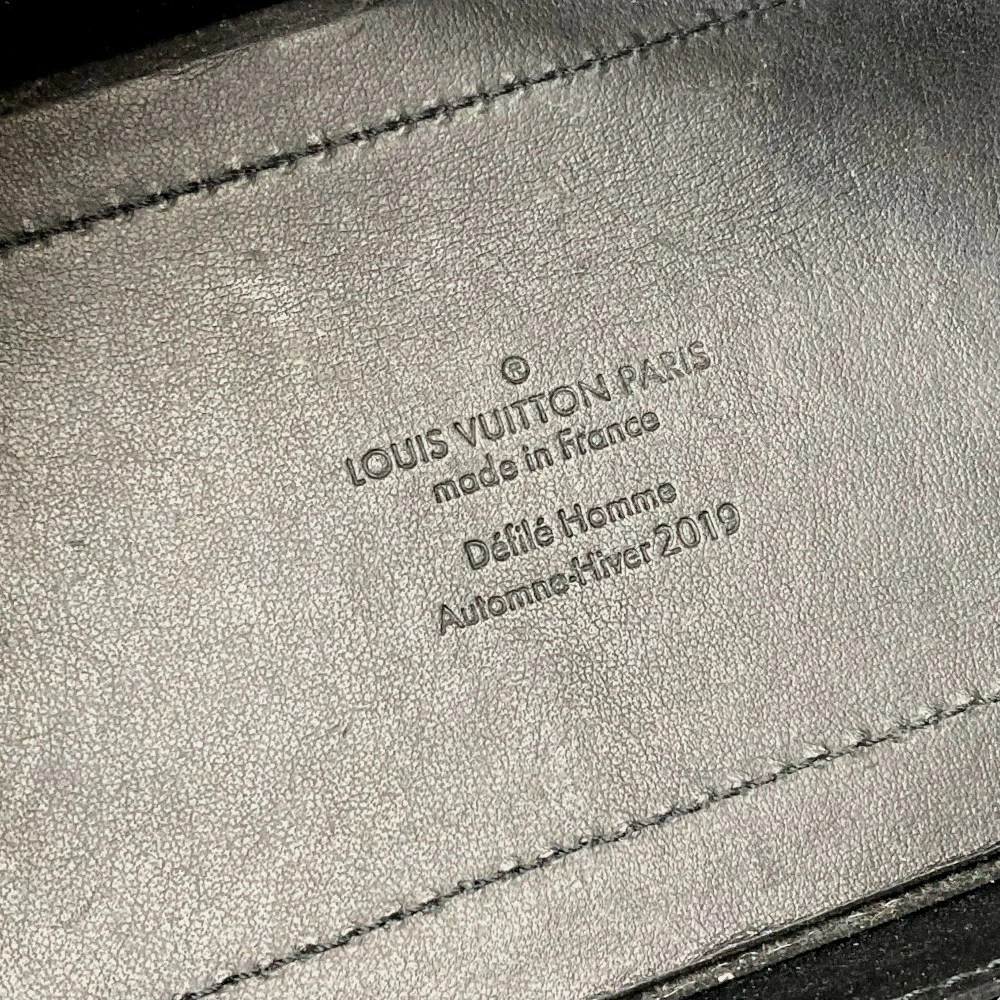 ®
LOUIS VUITTON PARIS
made in France
Défilé Homme
Automne-Hiver 2019